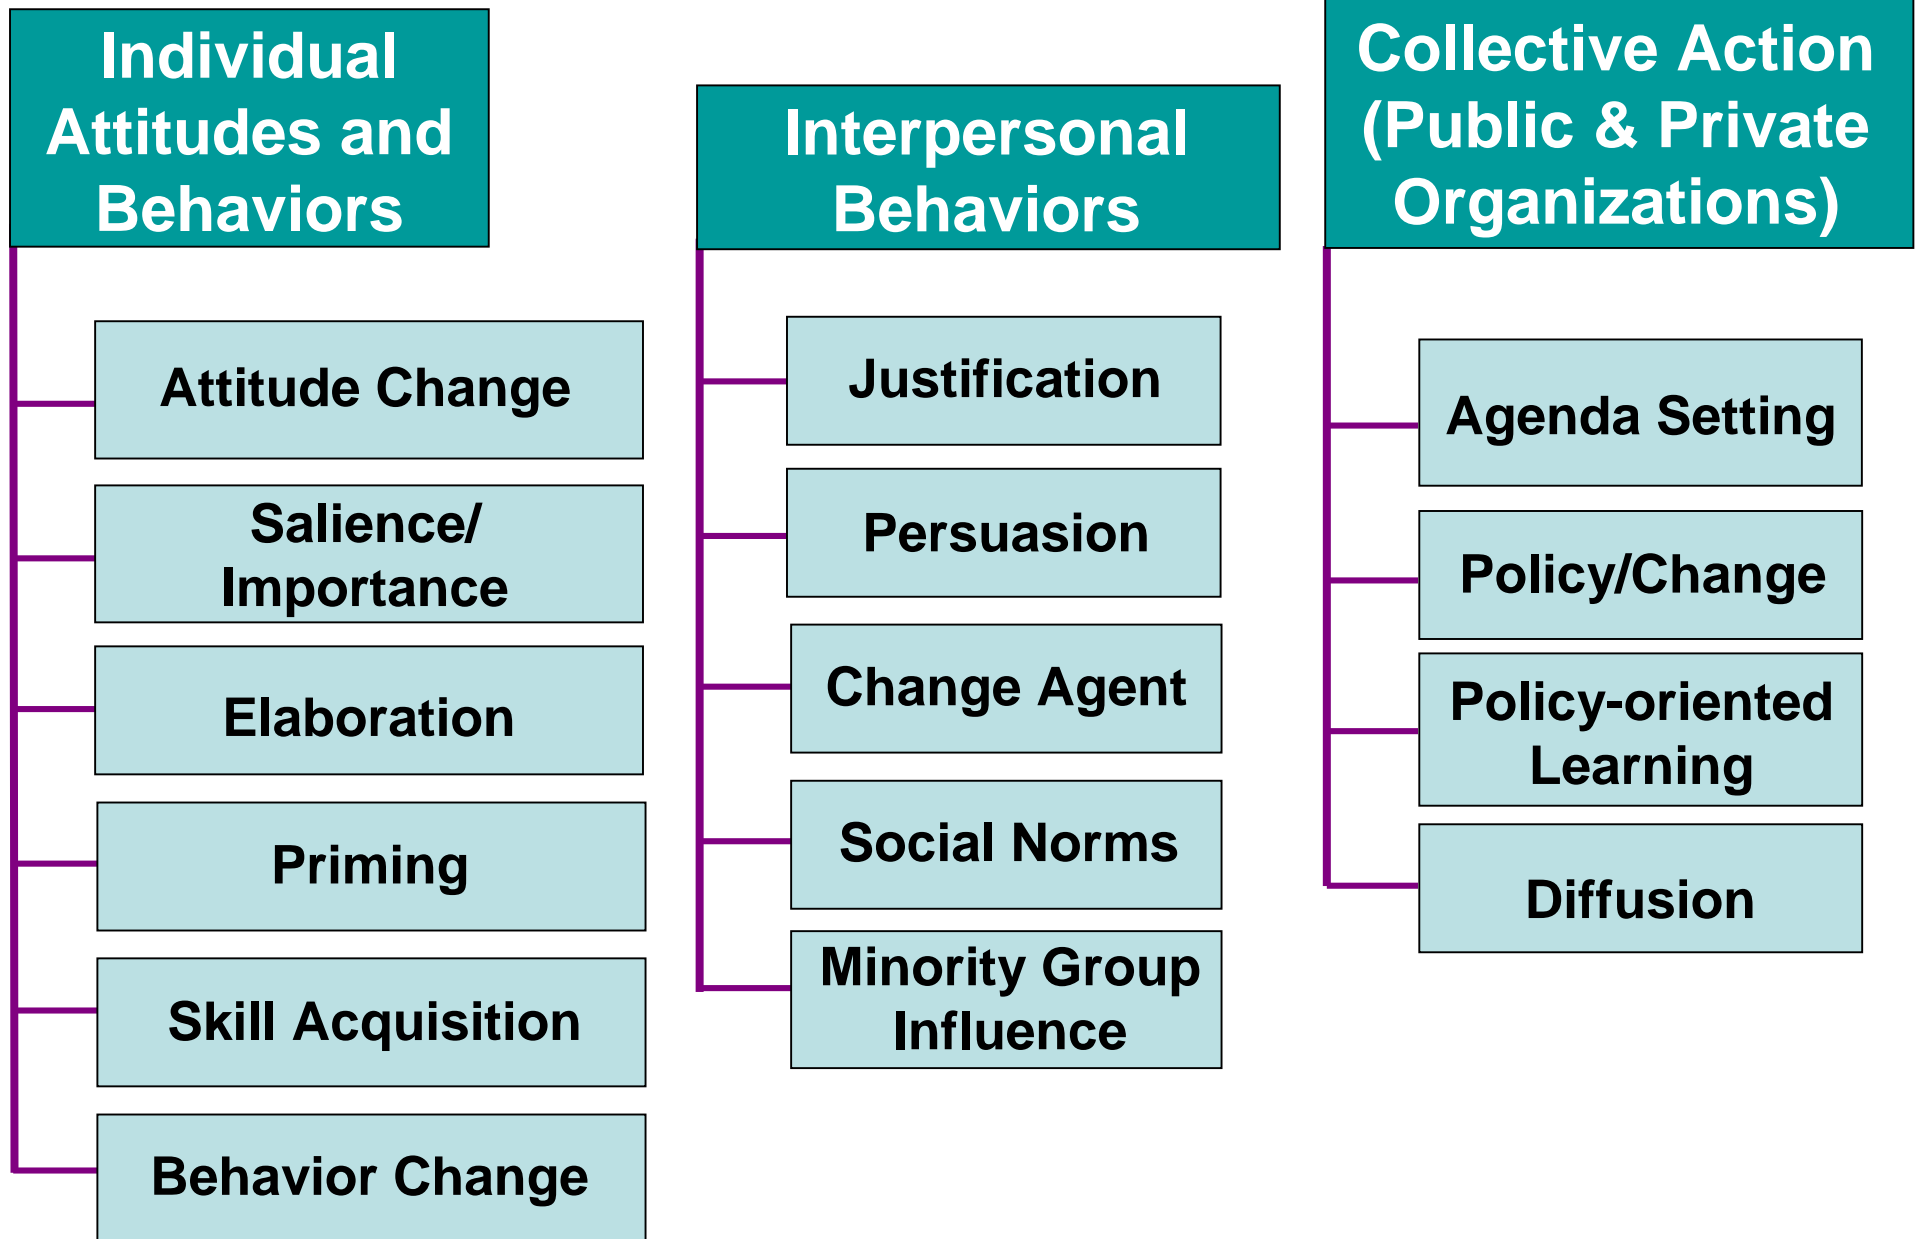 Individual
Attitudes and
Behaviors
Attitude Change
Salience/
Importance
Elaboration
Priming
Skill Acquisition
Behavior Change
Interpersonal
Behaviors
Justification
Persuasion
Change Agent
Social Norms
Minority Group
Influence
Collective Action
(Public & Private
Organizations)
Agenda Setting
Policy/Change
Policy-oriented
Learning
Diffusion